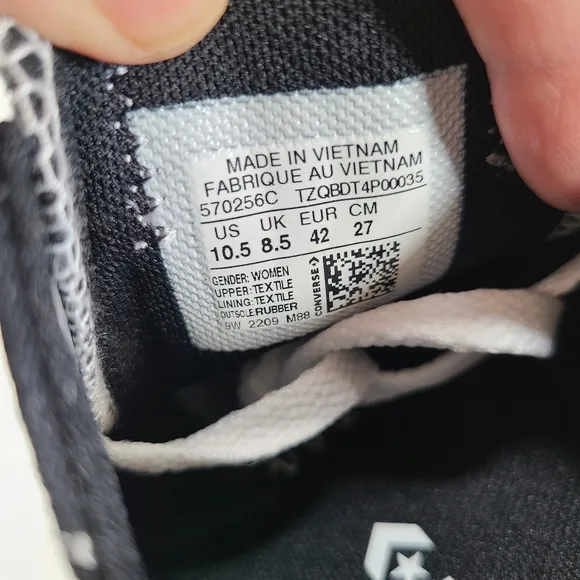 MADE IN VIETNAM
FABRIQUE AU VIETNAM
570256C TZQBDT4P00035
US UK EUR CM
10.5 8.5 42 27
GENDER: WOMEN
UPPER: TEXTILE
LINING: TEXTILE
OUTSOLE:RUBBER
9W 2209 M88
CONVERSE